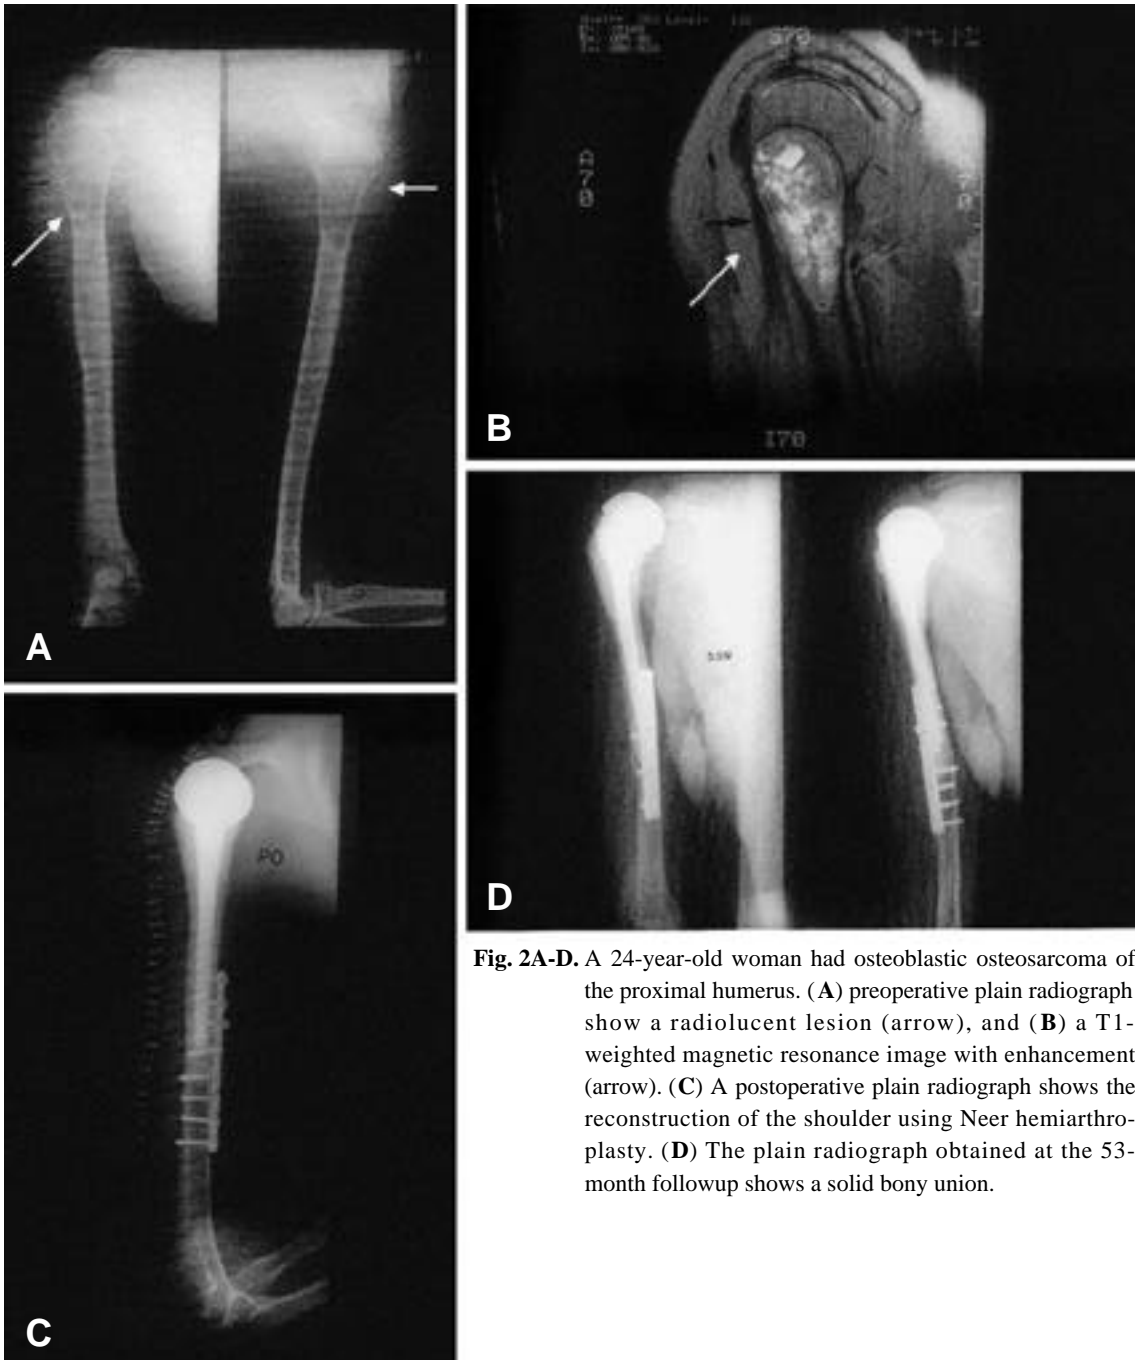 S70
A
7
0
I70
A
B
PO
C
D
Fig. 2A-D. A 24-year-old woman had osteoblastic osteosarcoma of
the proximal humerus. (A) preoperative plain radiograph
show a radiolucent lesion (arrow), and (B) a T1-
weighted magnetic resonance image with enhancement
(arrow). (C) A postoperative plain radiograph shows the
reconstruction of the shoulder using Neer hemiarthro-
plasty. (D) The plain radiograph obtained at the 53-
month followup shows a solid bony union.